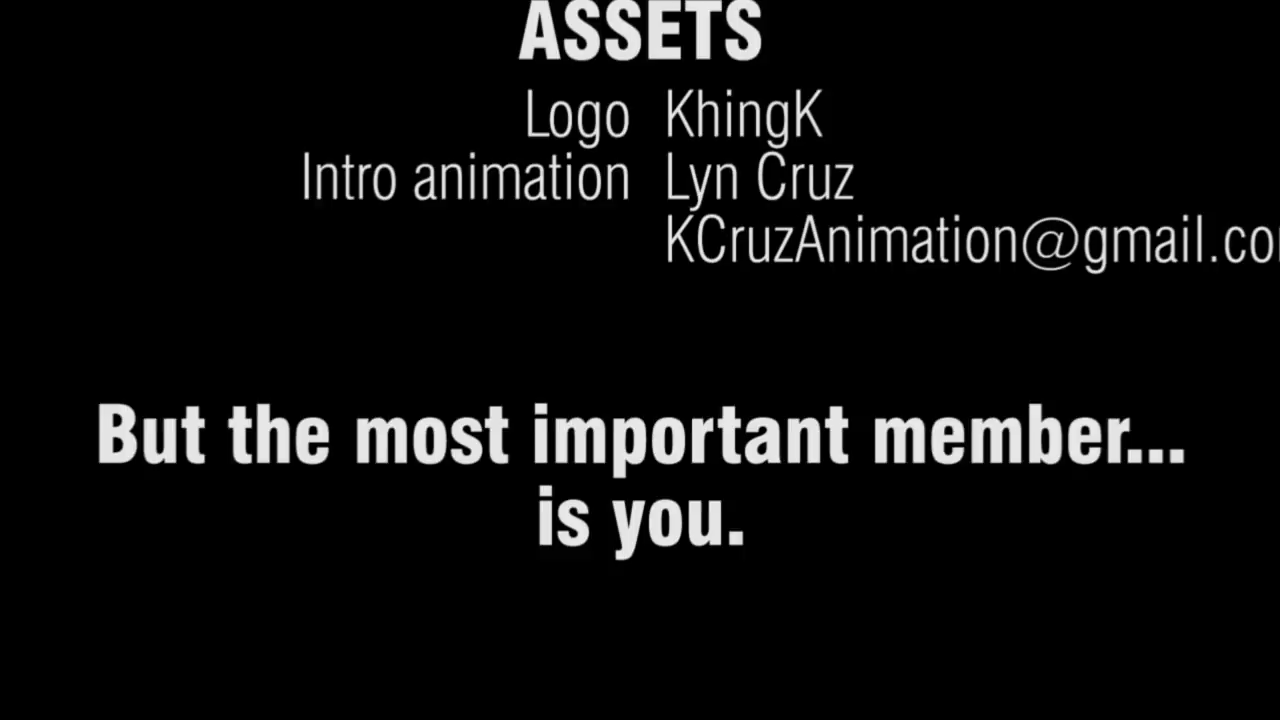 ASSETS
Logo KhingK
Intro animation Lyn Cruz
KCruzAnimation@gmail.co
But the most important member...
is you.